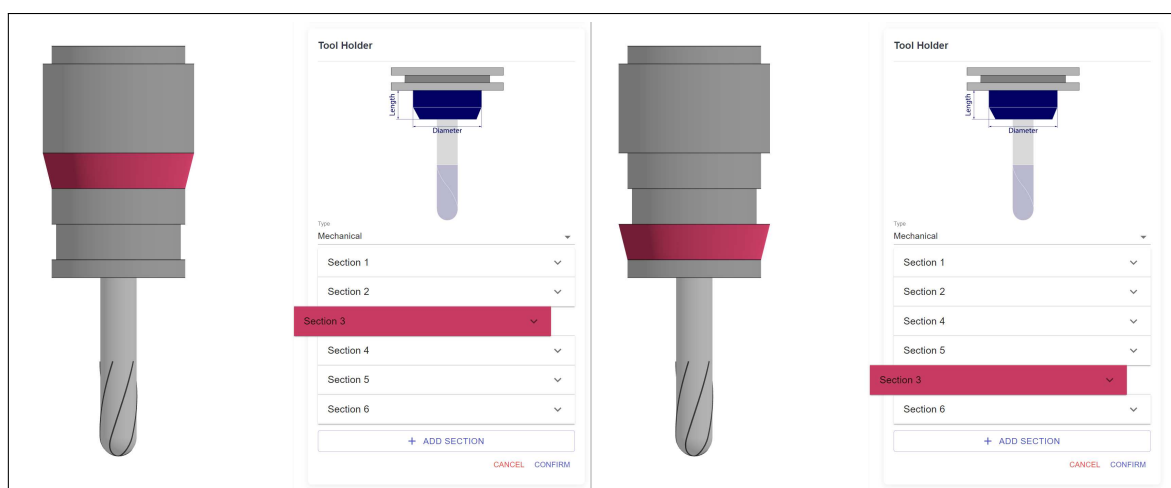 Tool Holder
Length
Diameter
Type
Mechanical
Section 1
Section 2
Section 3
Section 4
Section 5
Section 6
+ ADD SECTION
CANCEL CONFIRM
Tool Holder
Length
Diameter
Type
Mechanical
Section 1
Section 2
Section 4
Section 5
Section 3
Section 6
+ ADD SECTION
CANCEL CONFIRM